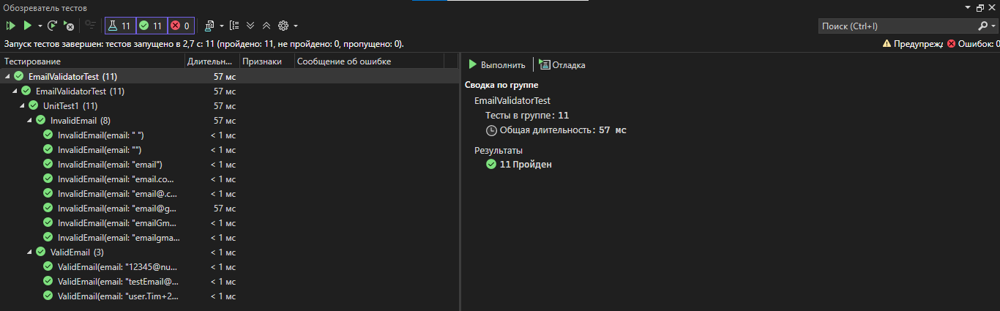 Обозреватель тестов
11 11 0
Поиск (Ctrl+I)
Запуск тестов завершен: тестов запущено в 2,7 с: 11 (пройдено: 11, не пройдено: 0, пропущено: 0).
Предупрежд Ошибок: 0
Тестирование Длительн... Признаки Сообщение об ошибке
EmailValidatorTest (11) 57 мс
EmailValidatorTest (11) 57 мс
UnitTest1 (11) 57 мс
InvalidEmail (8) 57 мс
InvalidEmail(email: " ") < 1 мс
InvalidEmail(email: "") < 1 мс
InvalidEmail(email: "email") < 1 мс
InvalidEmail(email: "email.co... < 1 мс
InvalidEmail(email: "email@.c... < 1 мс
InvalidEmail(email: "email@g... 57 мс
InvalidEmail(email: "emailGm... < 1 мс
InvalidEmail(email: "emailgma... < 1 мс
ValidEmail (3) < 1 мс
ValidEmail(email: "12345@nu... < 1 мс
ValidEmail(email: "testEmail@... < 1 мс
ValidEmail(email: "user.Tim+2... < 1 мс
Выполнить Отладка
Сводка по группе
EmailValidatorTest
Тесты в группе: 11
Общая длительность: 57 мс
Результаты
11 Пройден